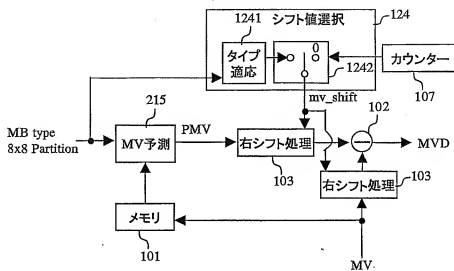 1241
シフト値選択
124
タイプ
適応
0
1242
カウンター
107
mv_shift
215
102
MB type
8x8 Partition
MV予測
PMV
右シフト処理
MVD
103
右シフト処理
103
メモリ
101
MV